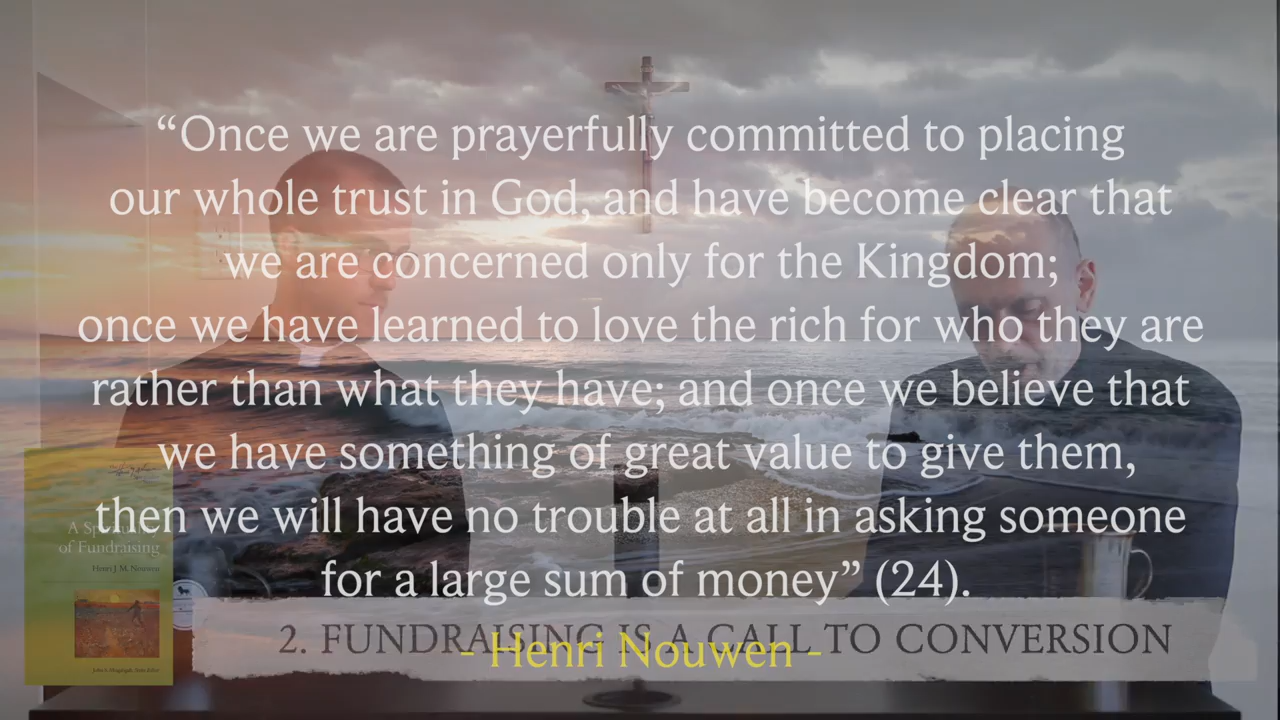 “Once we are prayerfully committed to placing
our whole trust in God, and have become clear that
we are concerned only for the Kingdom;
once we have learned to love the rich for who they are
rather than what they have; and once we believe that
we have something of great value to give them,
then we will have no trouble at all in asking someone
for a large sum of money” (24).
- Henri Nouwen -
2. FUNDRAISING IS A CALL TO CONVERSION
A Spirituality
of Fundraising
Henri J.M. Nouwen